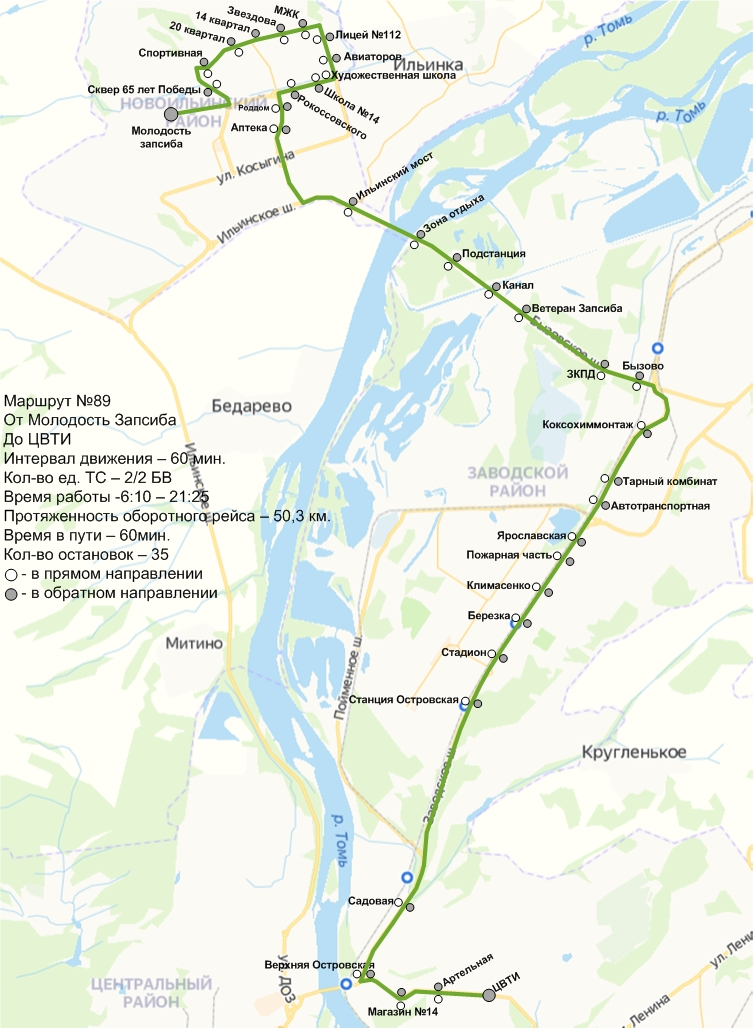 МЖК
Звездова
14 квартал
20 квартал
Спортивная
Лицей №112
Авиаторов
Ильинка
Художественная школа
Сквер 65 лет Победы
Школа №14
НОВОИЛЬИНСКИЙ
РАЙОН
Роддом
Рокоссовского
Аптека
Молодость
запсиба
р. Томь
р. Томь
ул. Косыгина
Ильинский мост
Ильинское ш.
Зона отдыха
Подстанция
Канал
Ветеран Запсиба
Бызовское ш.
ЗКПД
Бызово
Бедарево
Коксохиммонтаж
Маршрут №89
От Молодость Запсиба
До ЦВТИ
Интервал движения – 60 мин.
Кол-во ед. ТС – 2/2 БВ
Время работы -6:10 – 21:25
Протяженность оборотного рейса – 50,3 км.
Время в пути – 60мин.
Кол-во остановок – 35
- в прямом направлении
- в обратном направлении
Ильинское ш.
ЗАВОДСКОЙ
РАЙОН
Тарный комбинат
Автотранспортная
Ярославская
Пожарная часть
Климасенко
Березка
Митино
Стадион
Пойменное ш.
Станция Островская
Кругленькое
Заводское ш.
р. Томь
Садовая
Верхняя Островская
ул. ДОЗ
Артельная
ЦВТИ
Магазин №14
ЦЕНТРАЛЬНЫЙ
РАЙОН
ул. Лени
ул. Ленина